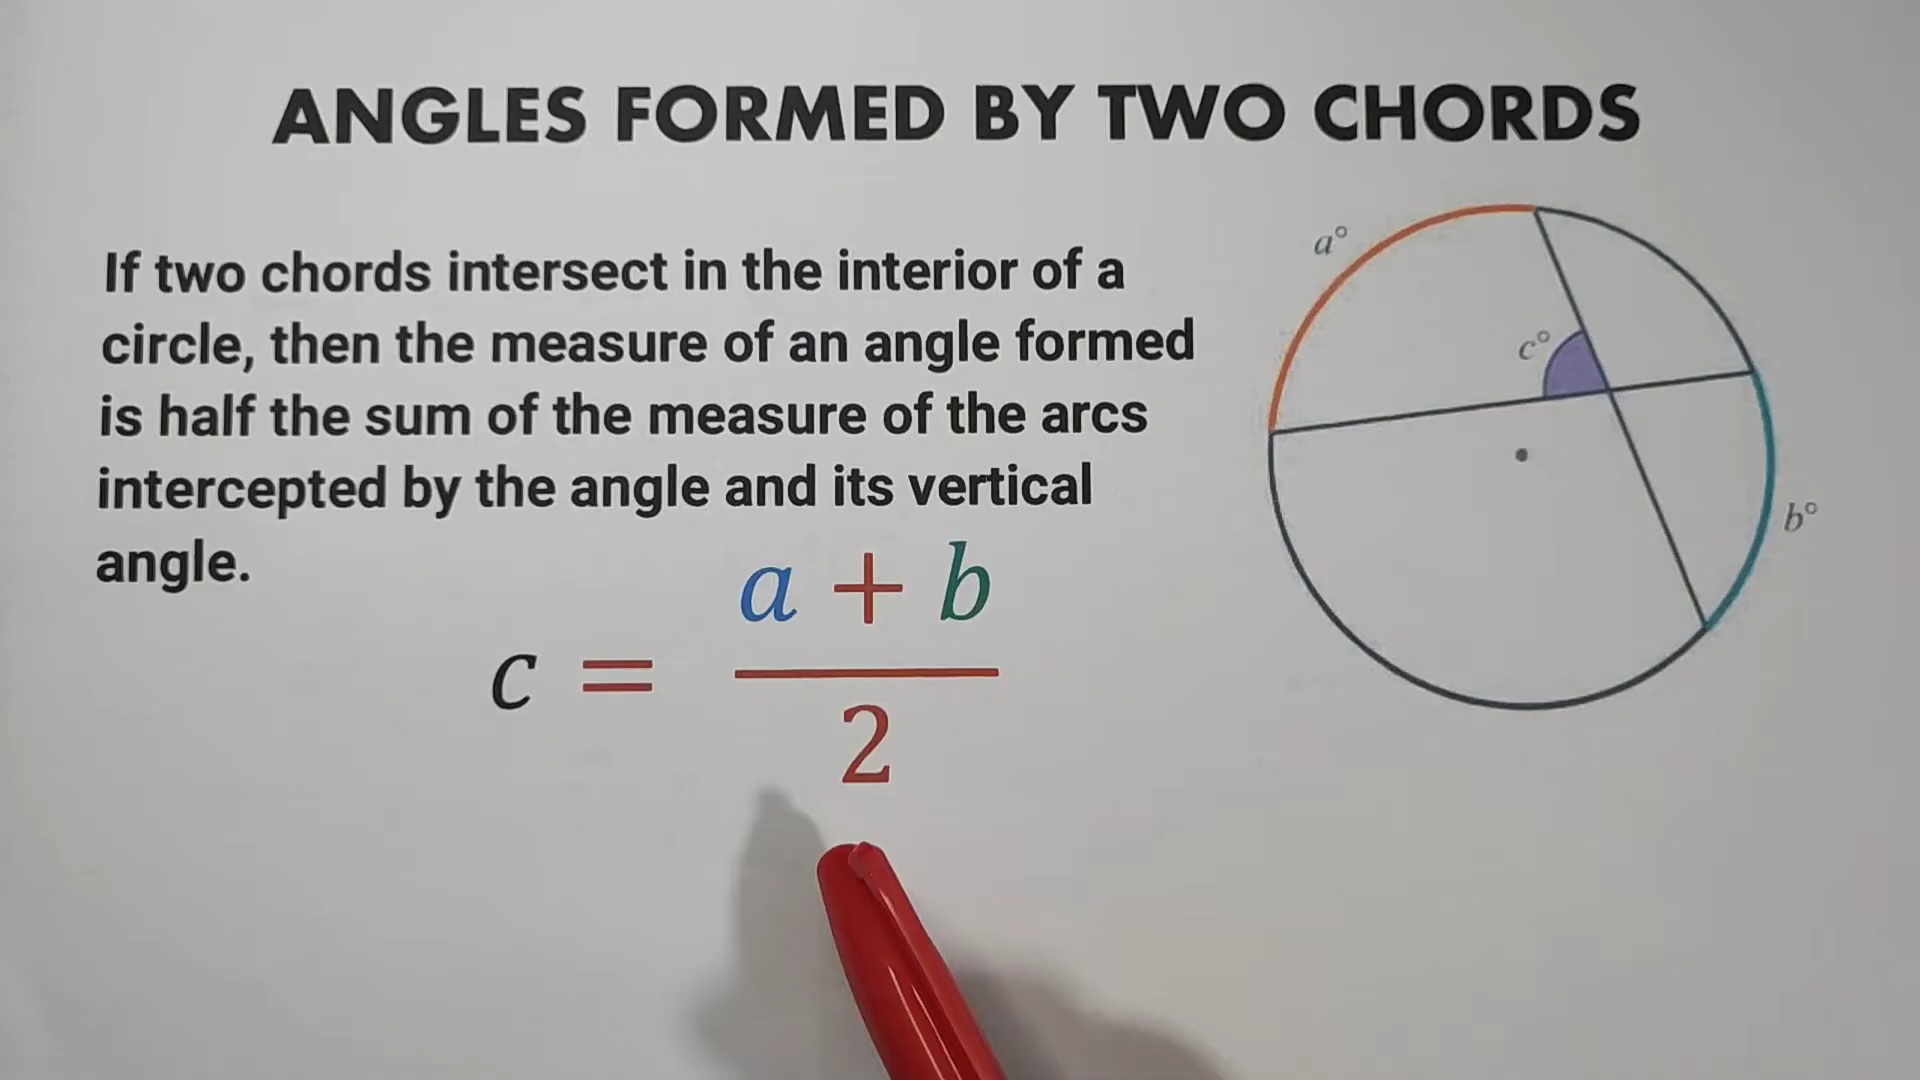 ANGLES FORMED BY TWO CHORDS
If two chords intersect in the interior of a
circle, then the measure of an angle formed
is half the sum of the measure of the arcs
intercepted by the angle and its vertical
angle.
c = a + b
2
a°
c°
b°